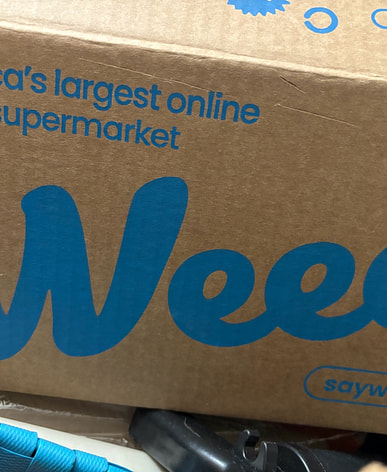 ca's largest online
supermarket
Wee
sayw